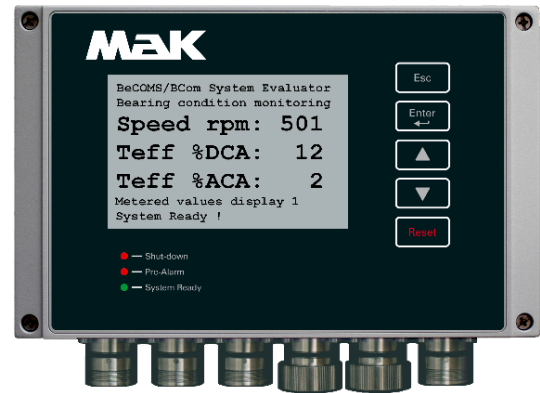 MaK
BeCOMS/BCom System Evaluator
Bearing condition monitoring
Speed rpm: 501
Teff %DCA: 12
Teff %ACA: 2
Metered values display 1
System Ready !
Esc
Enter
Reset
Shut-down
Pre-Alarm
System Ready